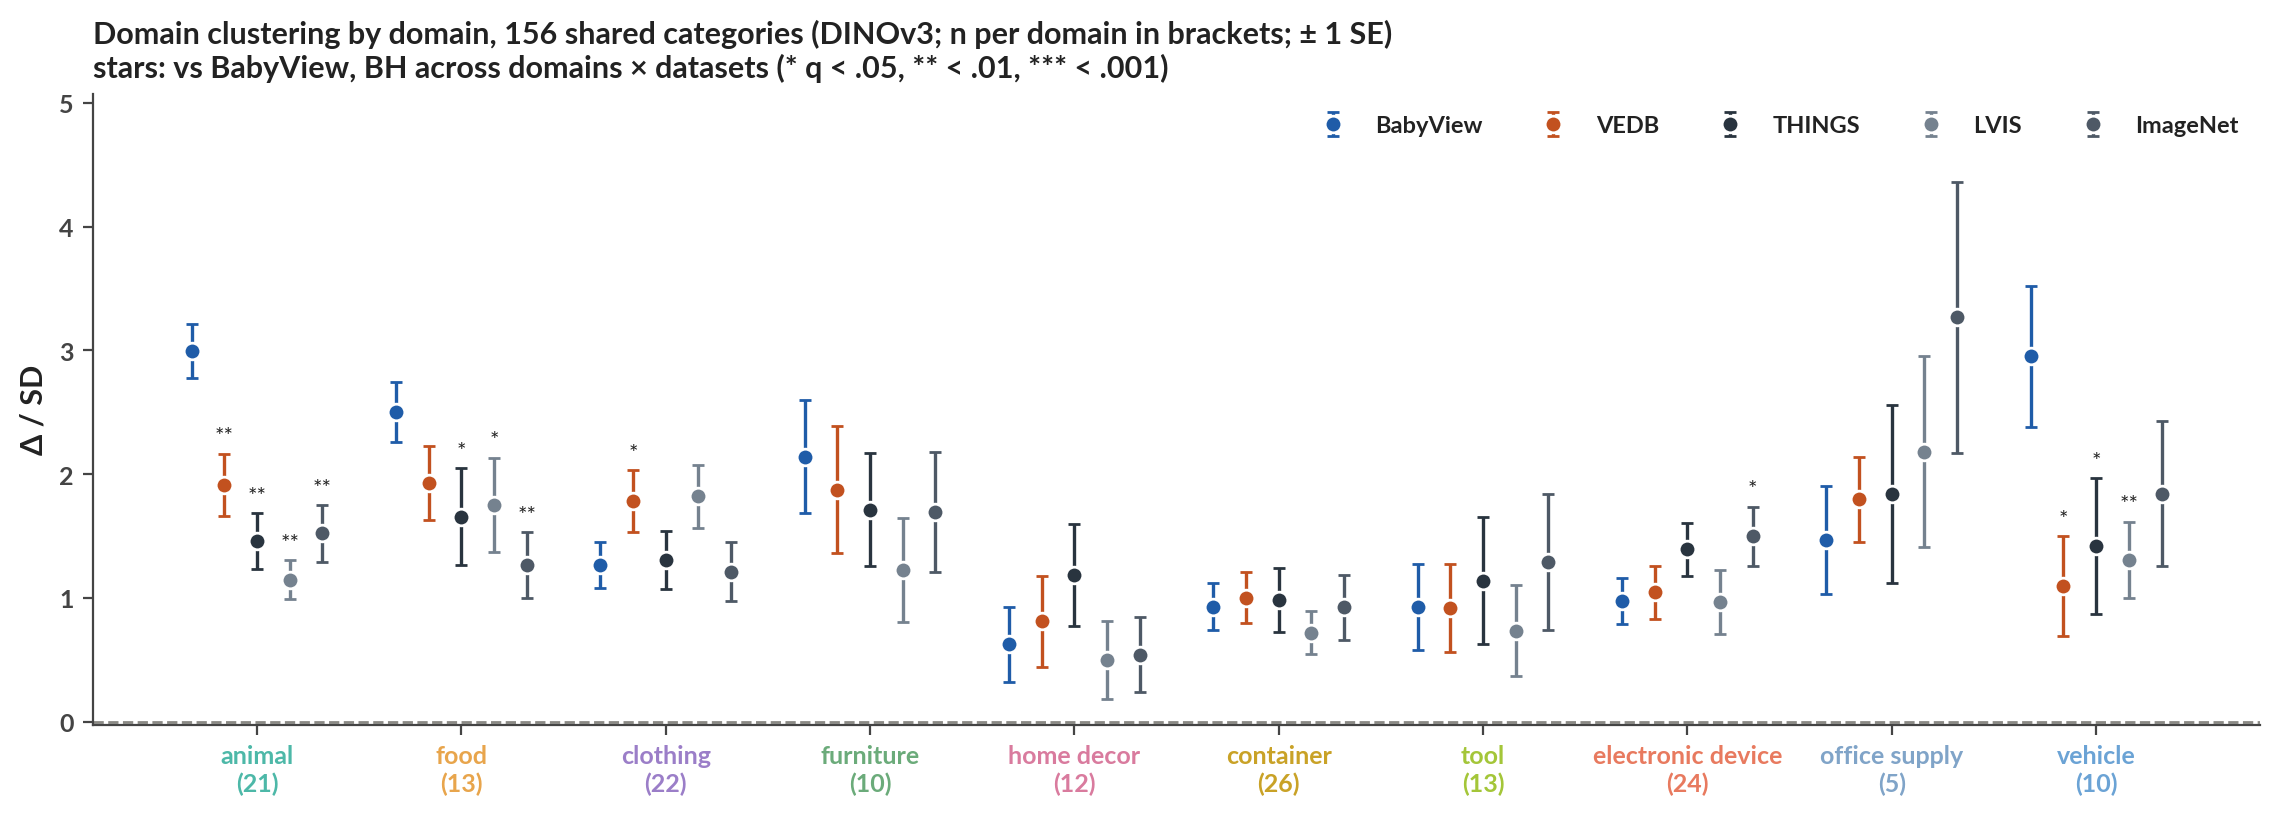 Domain clustering by domain, 156 shared categories (DINOv3; n per domain in brackets; ± 1 SE)
stars: vs BabyView, BH across domains × datasets (* q < .05, ** < .01, *** < .001)
BabyView VEDB THINGS LVIS ImageNet
Δ / SD
5
4
3
2
1
0
** ** ** **
* * **
*
*
* * **
animal food clothing furniture home decor container tool electronic device office supply vehicle
(21) (13) (22) (10) (12) (26) (13) (24) (5) (10)